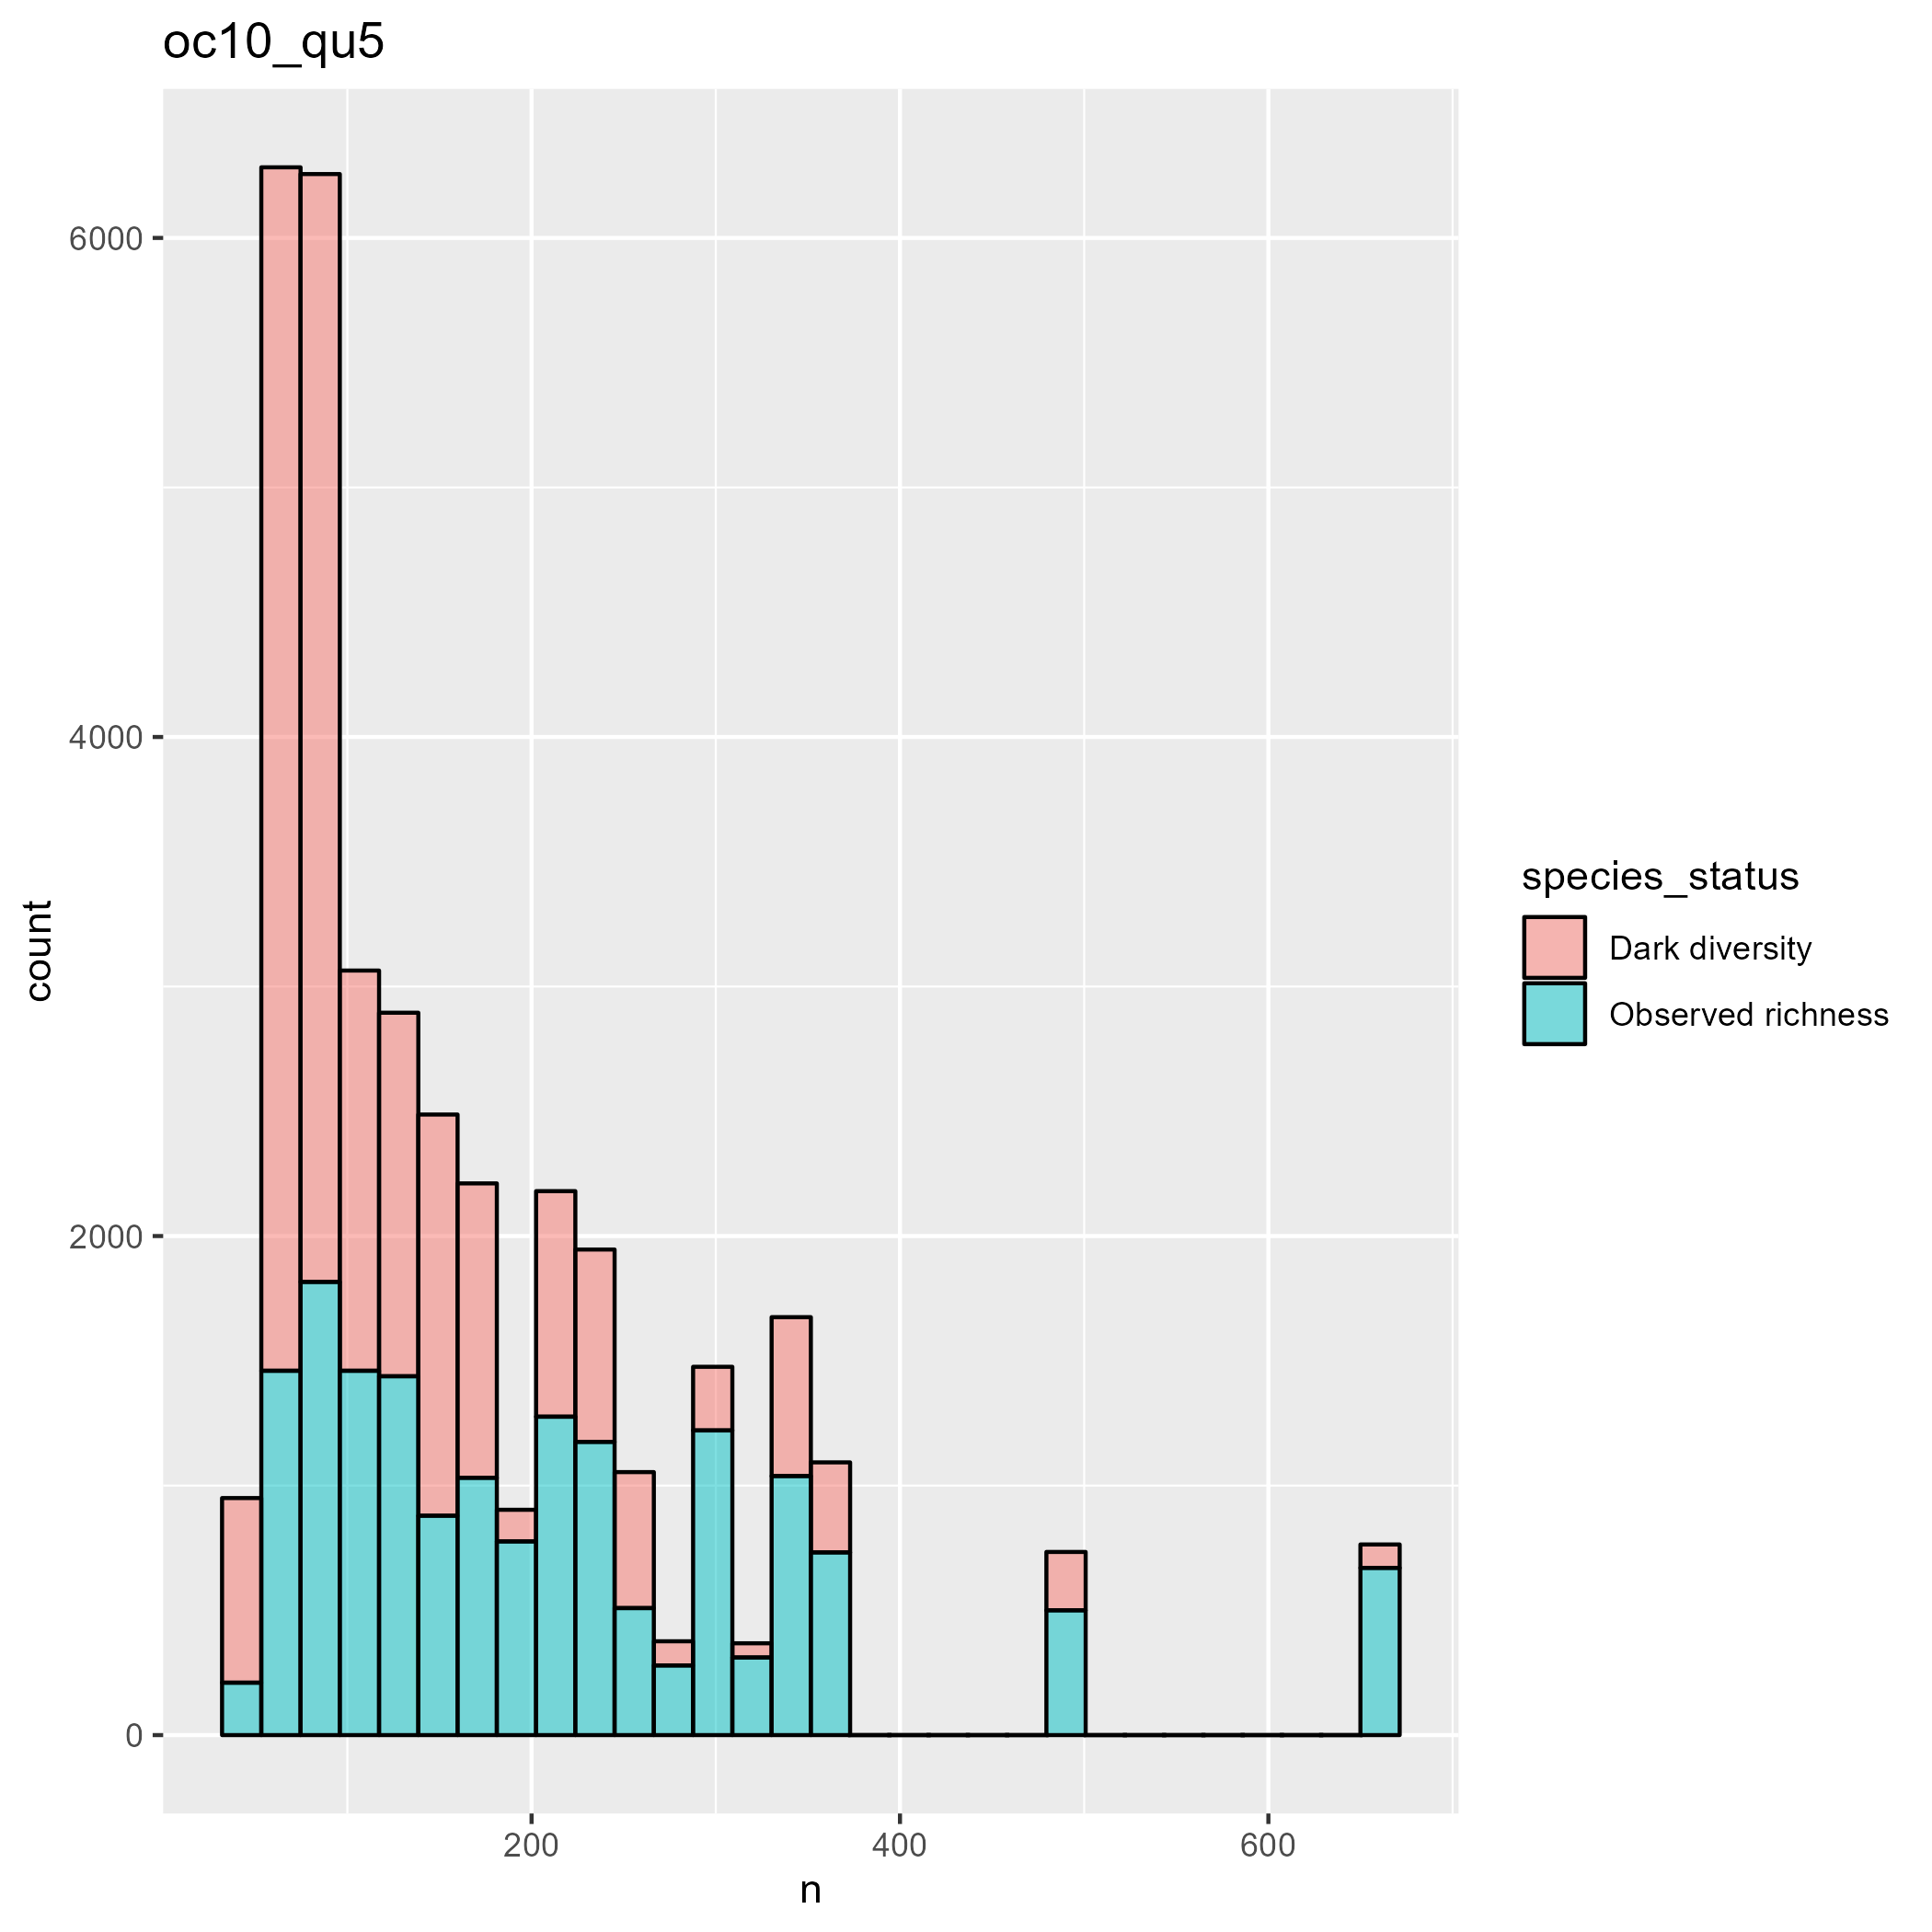 oc10_qu5
6000
4000
2000
0
count
200
400
600
n
species_status
Dark diversity
Observed richness